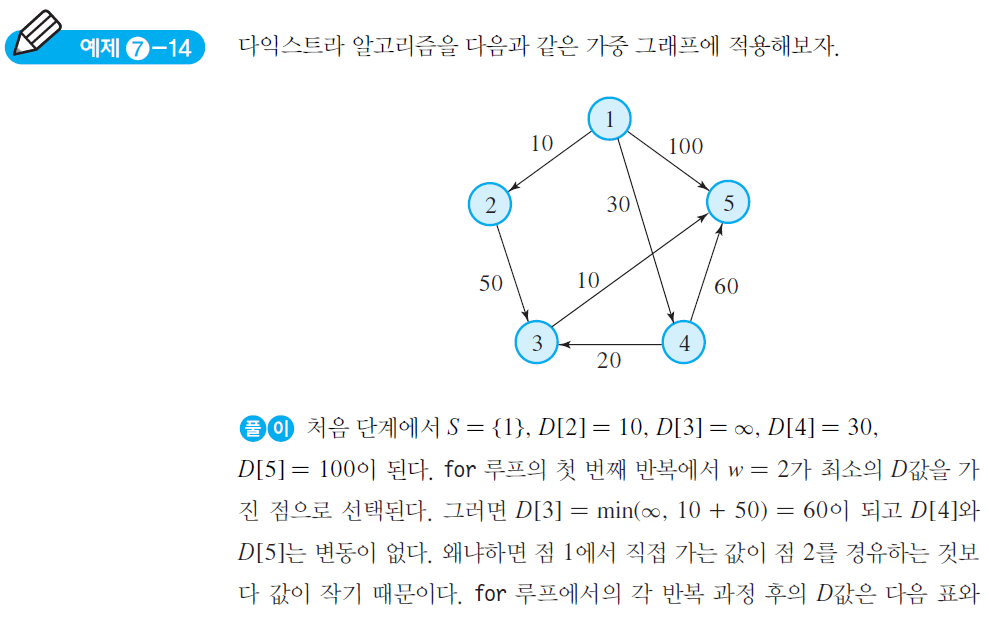 예제 7-14
다익스트라 알고리즘을 다음과 같은 가중 그래프에 적용해보자.
1
10
100
2
30
5
50
10
60
3
4
20
풀이 처음 단계에서 S = {1}, D[2] = 10, D[3] = ∞, D[4] = 30,
D[5] = 100이 된다. for 루프의 첫 번째 반복에서 w = 2가 최소의 D값을 가
진 점으로 선택된다. 그러면 D[3] = min(∞, 10 + 50) = 60이 되고 D[4]와
D[5]는 변동이 없다. 왜냐하면 점 1에서 직접 가는 값이 점 2를 경유하는 것보
다 값이 작기 때문이다. for 루프에서의 각 반복 과정 후의 D값은 다음 표와